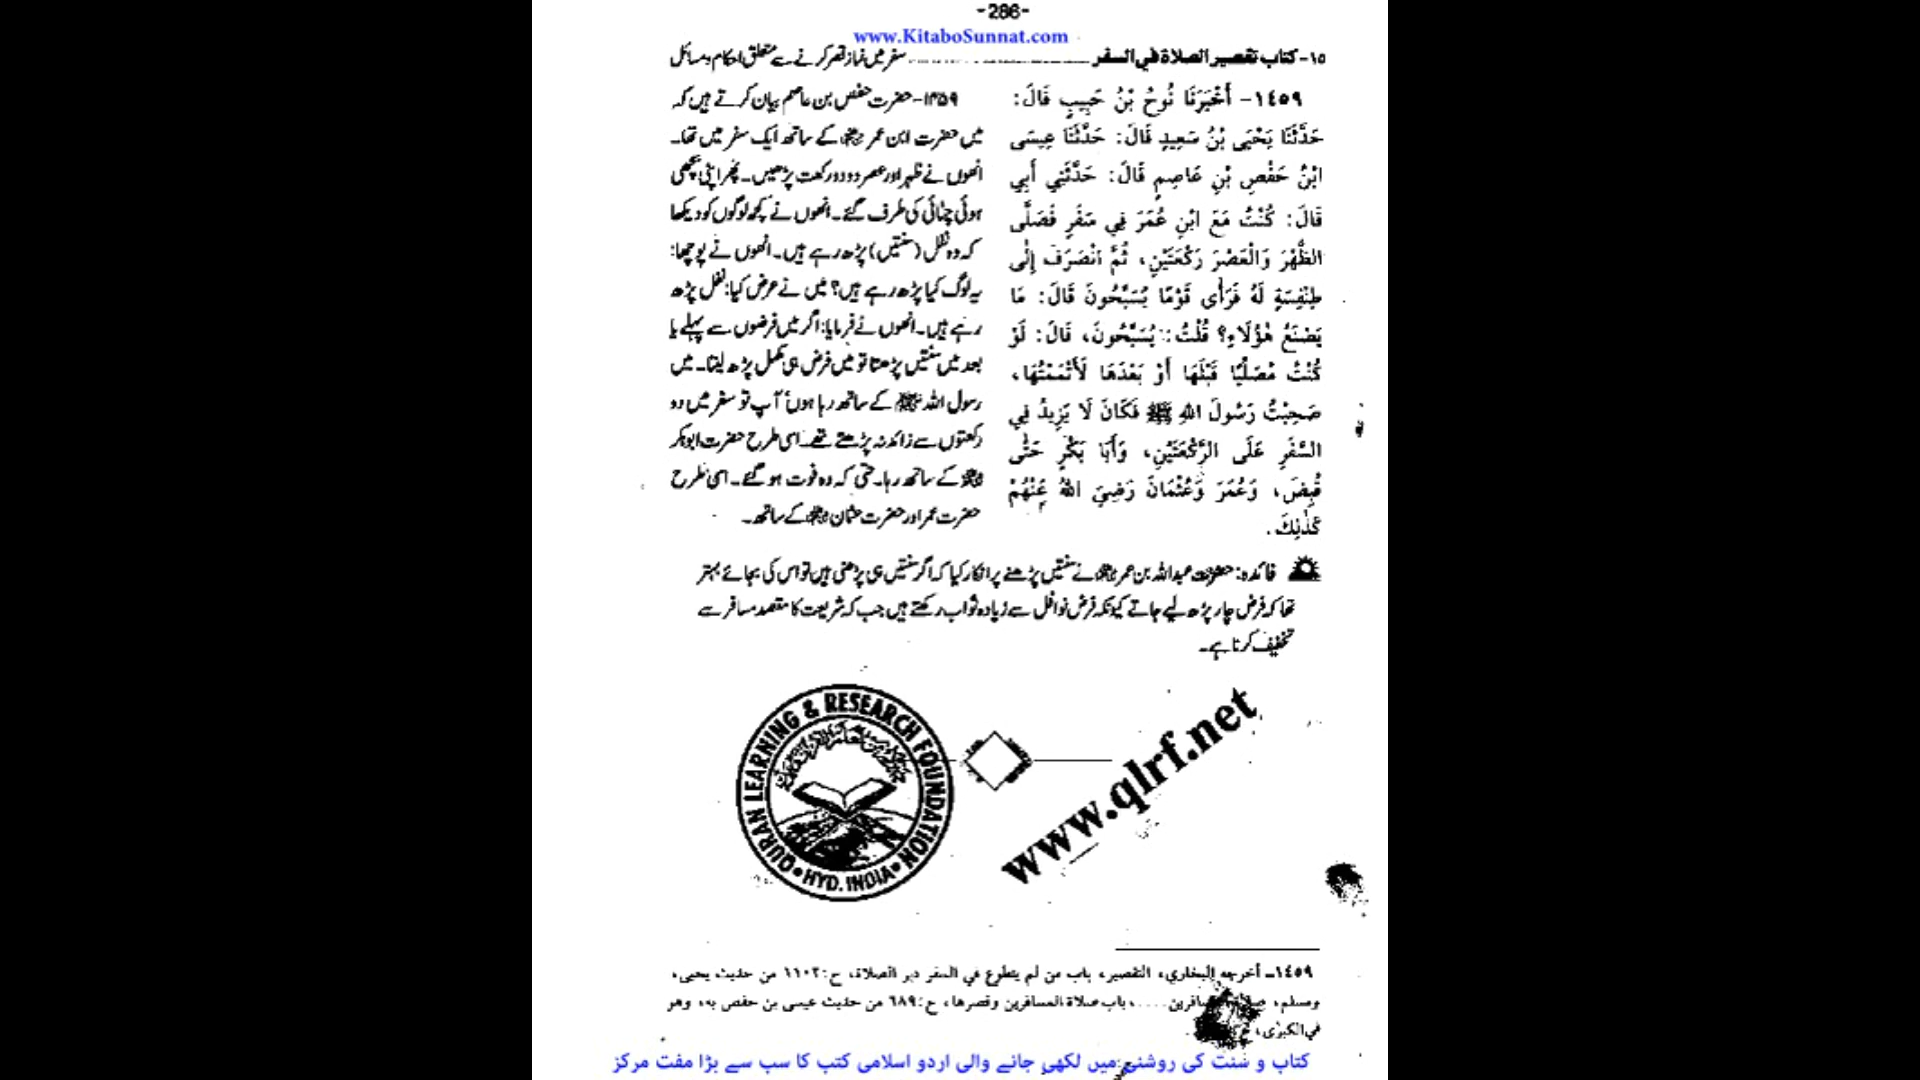 -286-
www.KitaboSunnat.com
١٥- كتاب تقصير الصلاة في السفر ... سفر میں نماز قصر کرنے سے متعلق احکام و مسائل
١٤٥٩- أَخْبَرَنَا نُوحُ بْنُ حَبِيبٍ قَالَ:
حَدَّثَنَا يَحْيَى بْنُ سَعِيدٍ قَالَ: حَدَّثَنَا عِيسَى
ابْنُ حَفْصِ بْنِ عَاصِمٍ قَالَ: حَدَّثَنِي أَبِي
قَالَ: كُنْتُ مَعَ ابْنِ عُمَرَ فِي سَفَرٍ فَصَلَّى
الظُّهْرَ وَالْعَصْرَ رَكْعَتَيْنِ، ثُمَّ انْصَرَفَ إِلَى
طِنْفِسَةٍ لَهُ فَرَأَى قَوْمًا يُسَبِّحُونَ قَالَ: مَا
يَصْنَعُ هٰؤُلَاءِ؟ قُلْتُ: يُسَبِّحُونَ، قَالَ: لَوْ
كُنْتُ مُصَلِّيًا قَبْلَهَا أَوْ بَعْدَهَا لَأَتْمَمْتُهَا،
صَحِبْتُ رَسُولَ اللهِ ﷺ فَكَانَ لَا يَزِيدُ فِي
السَّفَرِ عَلَى الرَّكْعَتَيْنِ، وَأَبَا بَكْرٍ حَتَّى
قُبِضَ، وَعُمَرَ وَعُثْمَانَ رَضِيَ اللهُ عَنْهُمْ
كَذٰلِكَ.
۱۴۵۹- حضرت حفص بن عاصم بیان کرتے ہیں کہ
میں حضرت ابن عمر رضی اللہ عنہما کے ساتھ ایک سفر میں تھا۔
انھوں نے ظہر اور عصر دو دو رکعت پڑھیں۔ پھر اپنی بچھی
ہوئی چٹائی کی طرف گئے۔ انھوں نے کچھ لوگوں کو دیکھا
کہ وہ نفل (سنتیں) پڑھ رہے ہیں۔ انھوں نے پوچھا:
یہ لوگ کیا پڑھ رہے ہیں؟ میں نے عرض کیا: نفل پڑھ
رہے ہیں۔ انھوں نے فرمایا: اگر میں فرضوں سے پہلے یا
بعد میں سنتیں پڑھتا تو میں فرض ہی مکمل پڑھ لیتا۔ میں
رسول اللہ ﷺ کے ساتھ رہا ہوں، آپ تو سفر میں دو
رکعتوں سے زائد نہ پڑھتے تھے۔ اسی طرح حضرت ابوبکر
رضی اللہ عنہ کے ساتھ رہا۔ حتی کہ وہ فوت ہو گئے۔ اسی طرح
حضرت عمر اور حضرت عثمان رضی اللہ عنہما کے ساتھ۔
فائدہ: حضرت عبداللہ بن عمر رضی اللہ عنہما نے سنتیں پڑھنے پر انکار کیا کہ اگر سنتیں ہی پڑھنی ہیں تو اس کی بجائے بہتر
تھا کہ فرض چار پڑھ لیے جاتے کیونکہ فرض نوافل سے زیادہ ثواب رکھتے ہیں جب کہ شریعت کا مقصد مسافر سے
تخفیف کرنا ہے۔
QURAN LEARNING & RESEARCH FOUNDATION
HYD. INDIA
www.qlrf.net
١٤٥٩- أخرجه البخاري، التقصير، باب من لم يتطوع في السفر دبر الصلاة، ح: ١١٠٢ من حديث يحيى،
ومسلم، المسافرين.....، باب صلاة المسافرين وقصرها، ح: ٦٨٩ من حديث عيسى بن حفص به، وهو
في الكبرى،
کتاب و سنت کی روشنی میں لکھی جانے والی اردو اسلامی کتب کا سب سے بڑا مفت مرکز